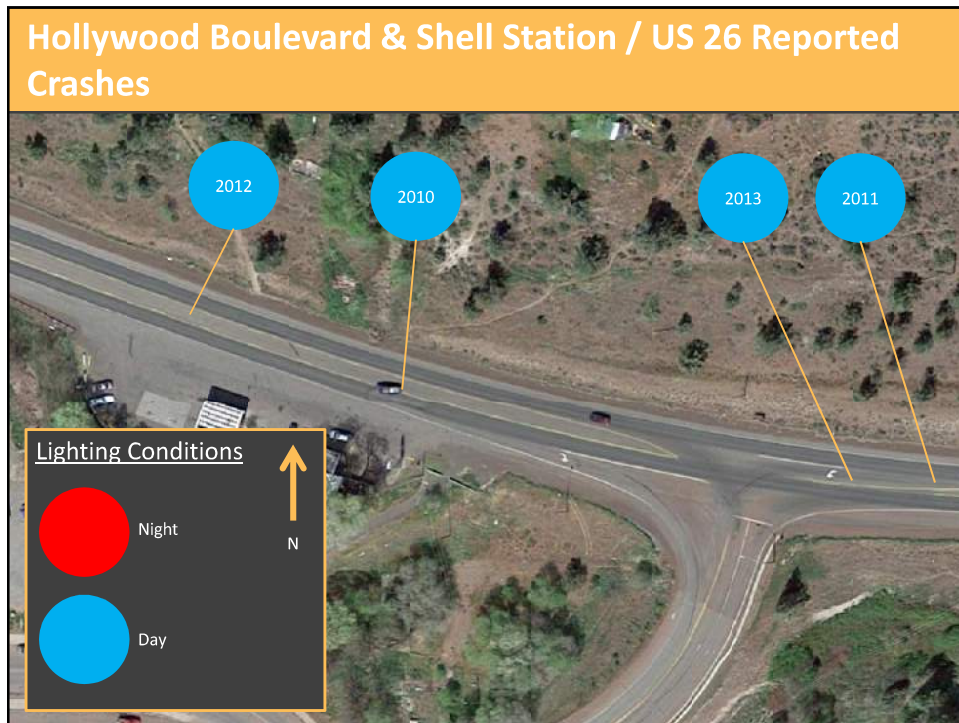 Hollywood Boulevard & Shell Station / US 26 Reported
Crashes
2012
2010
2013
2011
Lighting Conditions
Night
N
Day